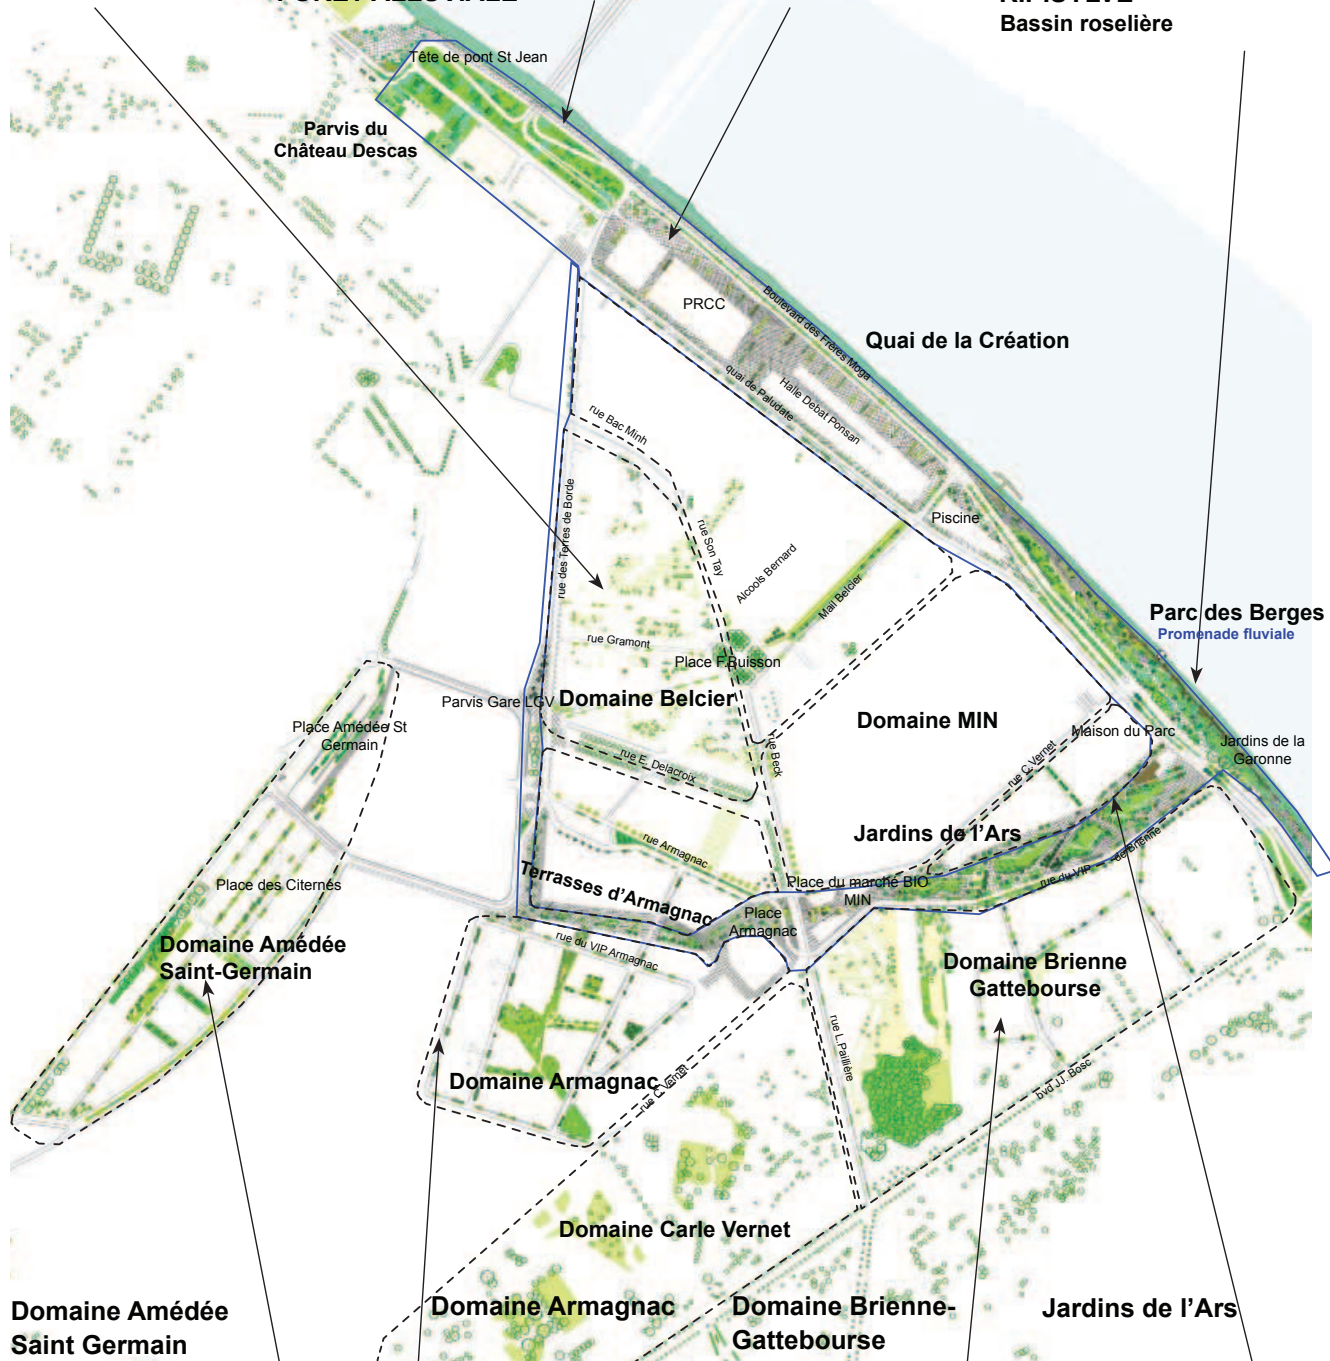 Bassin roselière
Tête de pont St Jean
Parvis du
Château Descas
PRCC
Boulevard des Frères Moga
Quai de la Création
quai de Paludate
Halle Debat Ponsan
rue Bac Minh
rue des Terres de Borde
rue Son Tay
Piscine
Alcools Bernard
Mail Belcier
Parc des Berges
Promenade fluviale
rue Gramont
Place F.Buisson
Parvis Gare LGV
Domaine Belcier
Domaine MIN
Place Amédée St
Germain
Maison du Parc
Jardins de la
Garonne
rue Beck
rue C.Vernet
rue E. Delacroix
Jardins de l'Ars
rue Armagnac
Terrasses d'Armagnac
Place du marché BIO
MIN
rue du VIP de Brienne
Place des Citernes
Place
Armagnac
Domaine Amédée
Saint-Germain
rue du VIP Armagnac
Domaine Brienne
Gattebourse
rue L.Paillière
Domaine Armagnac
rue C.Vernet
bvd JJ. Bosc
Domaine Carle Vernet
Domaine Amédée
Saint Germain
Domaine Armagnac
Domaine Brienne-
Gattebourse
Jardins de l'Ars